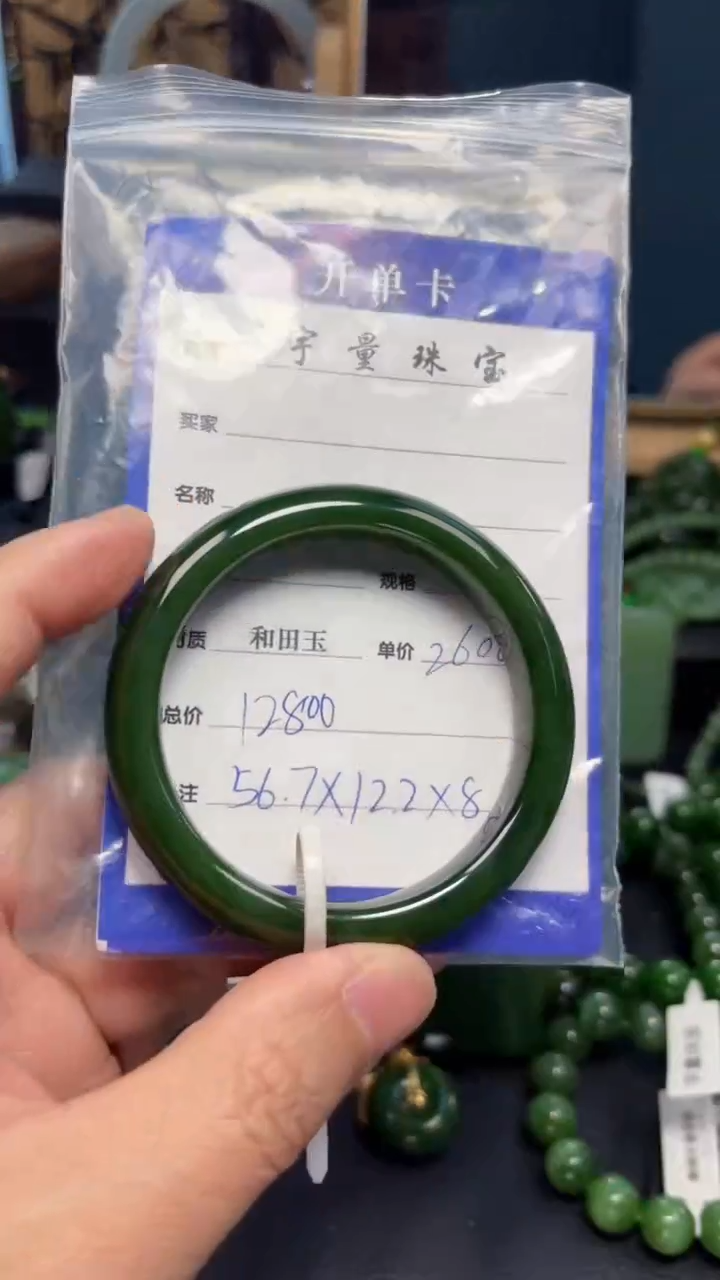 开单卡
宇量珠宝
买家
名称
规格
质 和田玉 单价 2600
总价 12800
注 56.7X12.2X8